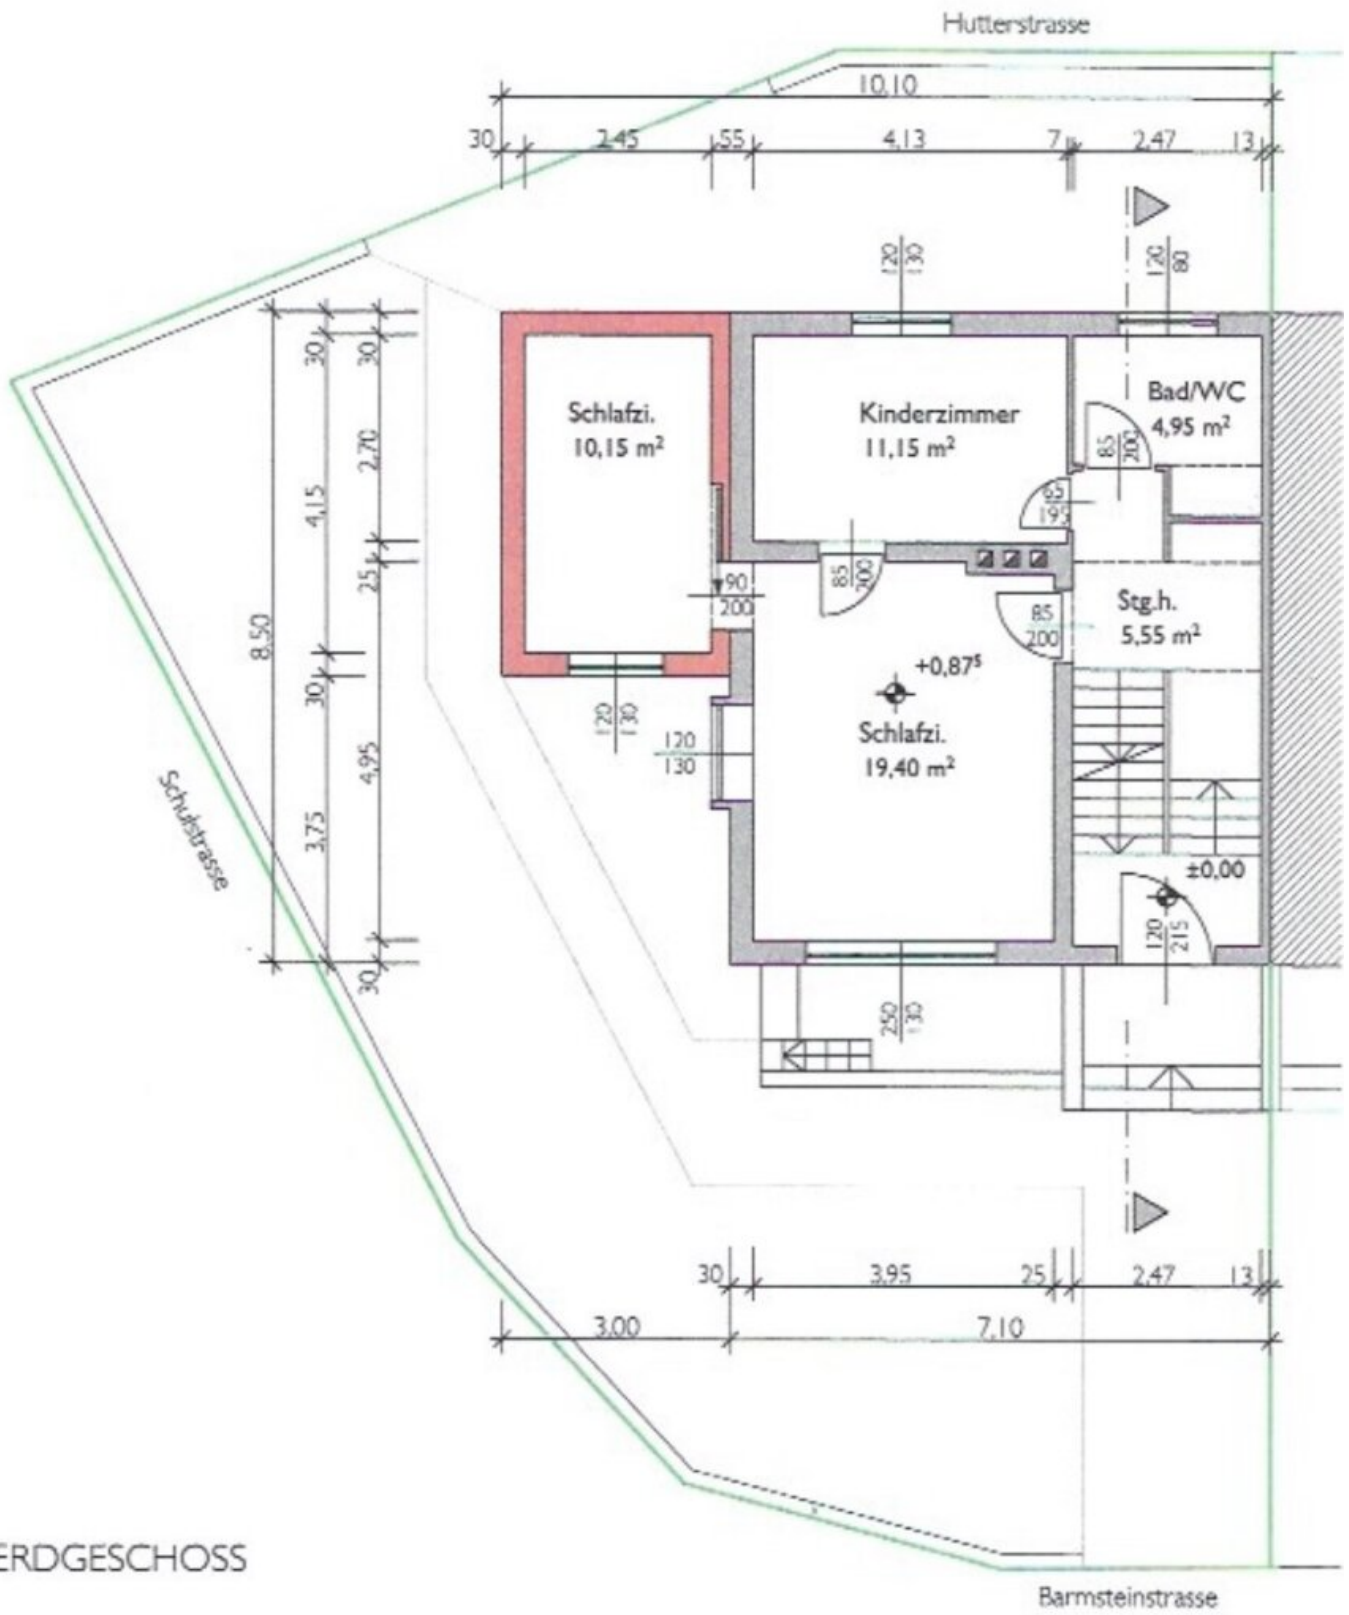 Hutterstrasse
10,10
30 2,45 55 4,13 7 2,47 13
120
130
120
80
30
30
Schlafzi.
10,15 m²
Kinderzimmer
11,15 m²
Bad/WC
4,95 m²
85
200
2,70
4,15
65
195
25
90
200
85
200
85
200
Stg.h.
5,55 m²
8,50
+0,87⁵
30
120
130
120
130
Schlafzi.
19,40 m²
4,95
Schulstrasse
3,75
±0,00
120
215
30
250
130
30 3,95 25 2,47 13
3,00 7,10
ERDGESCHOSS
Barmsteinstrasse